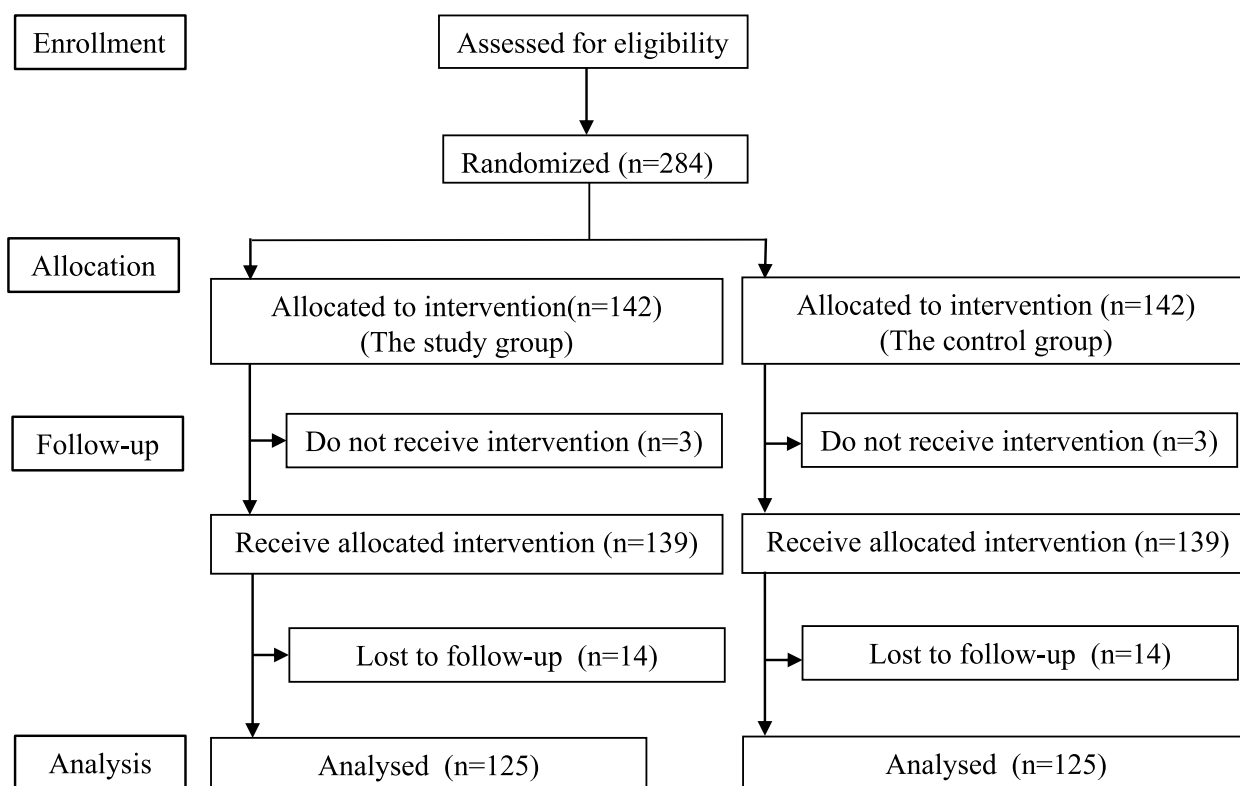 Enrollment
Assessed for eligibility
Randomized (n=284)
Allocation
Allocated to intervention(n=142)
(The study group)
Allocated to intervention (n=142)
(The control group)
Follow-up
Do not receive intervention (n=3)
Do not receive intervention (n=3)
Receive allocated intervention (n=139)
Receive allocated intervention (n=139)
Lost to follow-up (n=14)
Lost to follow-up (n=14)
Analysis
Analysed (n=125)
Analysed (n=125)